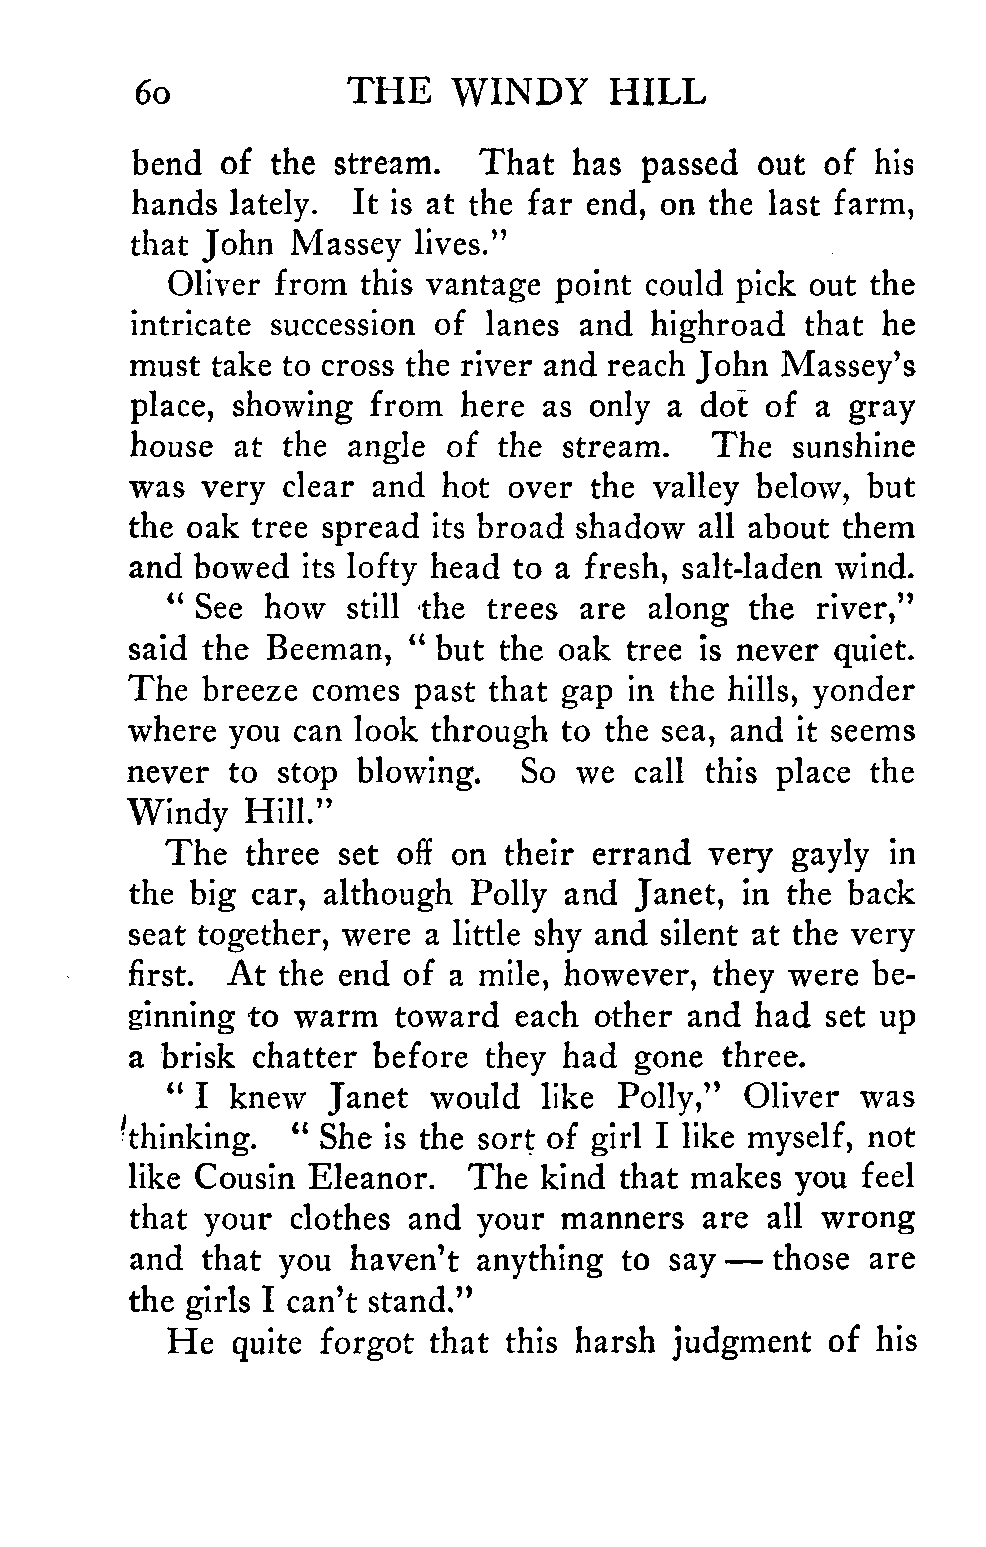 60 THE WINDY HILL
bend of the stream. That has passed out of his
hands lately. It is at the far end, on the last farm,
that John Massey lives.”
Oliver from this vantage point could pick out the
intricate succession of lanes and highroad that he
must take to cross the river and reach John Massey’s
place, showing from here as only a dot of a gray
house at the angle of the stream. The sunshine
was very clear and hot over the valley below, but
the oak tree spread its broad shadow all about them
and bowed its lofty head to a fresh, salt-laden wind.
“ See how still the trees are along the river,”
said the Beeman, “ but the oak tree is never quiet.
The breeze comes past that gap in the hills, yonder
where you can look through to the sea, and it seems
never to stop blowing. So we call this place the
Windy Hill.”
The three set off on their errand very gayly in
the big car, although Polly and Janet, in the back
seat together, were a little shy and silent at the very
first. At the end of a mile, however, they were be-
ginning to warm toward each other and had set up
a brisk chatter before they had gone three.
“ I knew Janet would like Polly,” Oliver was
thinking. “ She is the sort of girl I like myself, not
like Cousin Eleanor. The kind that makes you feel
that your clothes and your manners are all wrong
and that you haven’t anything to say — those are
the girls I can’t stand.”
He quite forgot that this harsh judgment of his